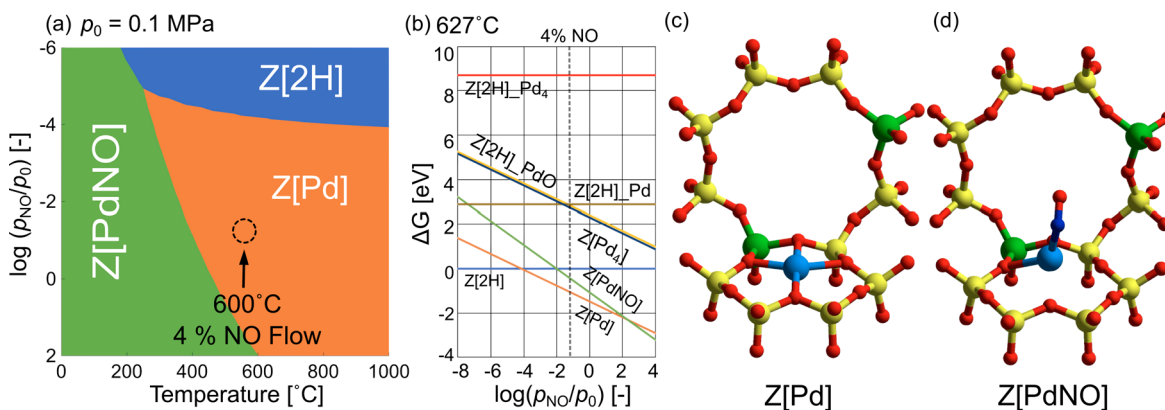 (a) p₀ = 0.1 MPa
Z[2H]
Z[PdNO]
Z[Pd]
600˚C
4 % NO Flow
log (pNO/p₀) [-]
-6
-4
-2
0
2
0 200 400 600 800 1000
Temperature [˚C]
(b) 627˚C
4% NO
Z[2H]_Pd₄
Z[2H]_PdO
Z[2H]_Pd
Z[Pd₄]
Z[PdNO]
Z[2H]
Z[Pd]
ΔG [eV]
10
8
6
4
2
0
-2
-4
-8 -6 -4 -2 0 2 4
log(pNO/p₀) [-]
(c)
Z[Pd]
(d)
Z[PdNO]